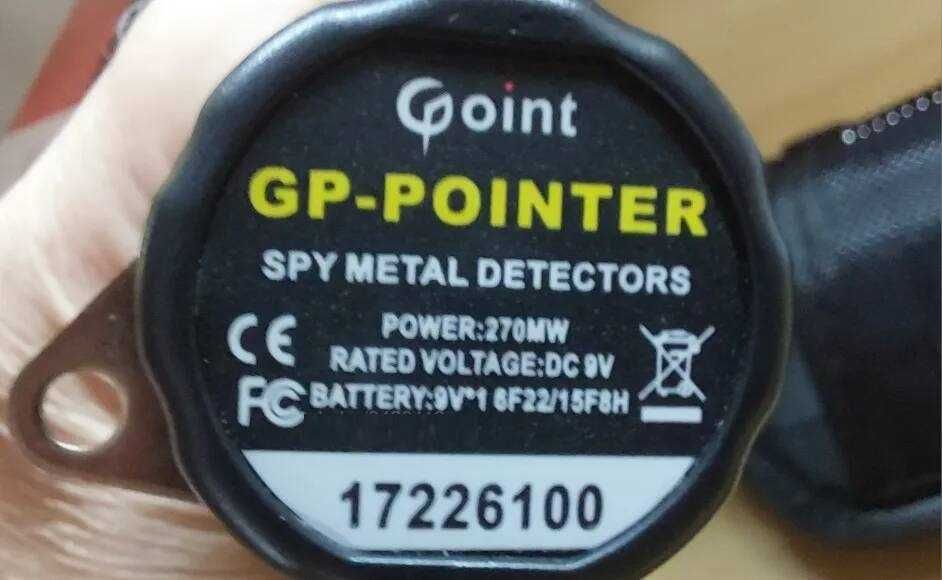 GPoint
GP-POINTER
SPY METAL DETECTORS
CE
POWER:270MW
RATED VOLTAGE:DC 9V
FC
BATTERY:9V*1 6F22/15F8H
17226100